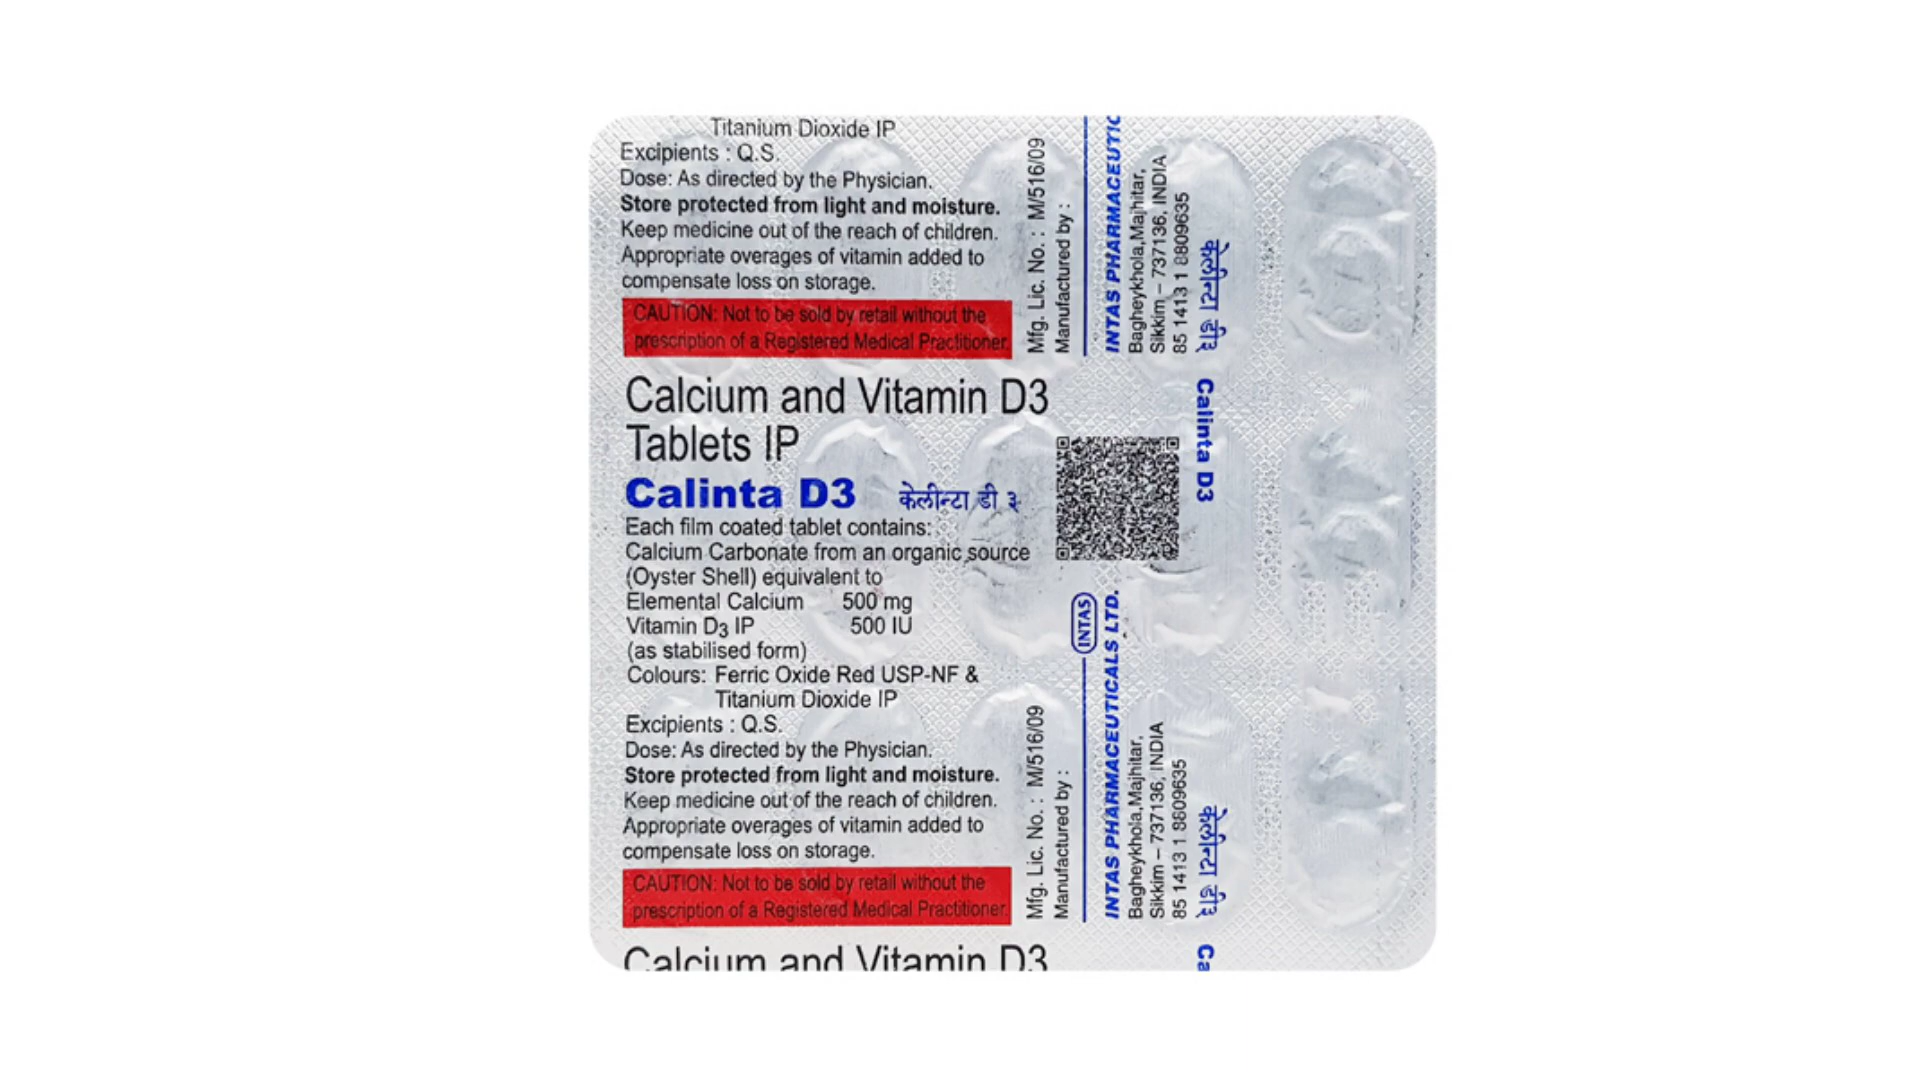 Titanium Dioxide IP
Excipients : Q.S.
Dose: As directed by the Physician.
Store protected from light and moisture.
Keep medicine out of the reach of children.
Appropriate overages of vitamin added to
compensate loss on storage.
CAUTION: Not to be sold by retail without the
prescription of a Registered Medical Practitioner.
Mfg. Lic. No. : M/516/09
Manufactured by :
INTAS PHARMACEUTIC
Bagheykhola,Majhitar,
Sikkim – 737136, INDIA
85 1413 1 8809635
केलीन्टा डी ३
Calcium and Vitamin D3
Tablets IP
Calinta D3 केलीन्टा डी ३
Each film coated tablet contains:
Calcium Carbonate from an organic source
(Oyster Shell) equivalent to
Elemental Calcium 500 mg
Vitamin D3 IP 500 IU
(as stabilised form)
Colours: Ferric Oxide Red USP-NF &
Titanium Dioxide IP
Excipients : Q.S.
Dose: As directed by the Physician.
Store protected from light and moisture.
Keep medicine out of the reach of children.
Appropriate overages of vitamin added to
compensate loss on storage.
CAUTION: Not to be sold by retail without the
prescription of a Registered Medical Practitioner.
Calinta D3
INTAS
Mfg. Lic. No. : M/516/09
Manufactured by :
INTAS PHARMACEUTICALS LTD.
Bagheykhola,Majhitar,
Sikkim – 737136, INDIA
85 1413 1 8809635
केलीन्टा डी ३
Calcium and Vitamin D3
Ca